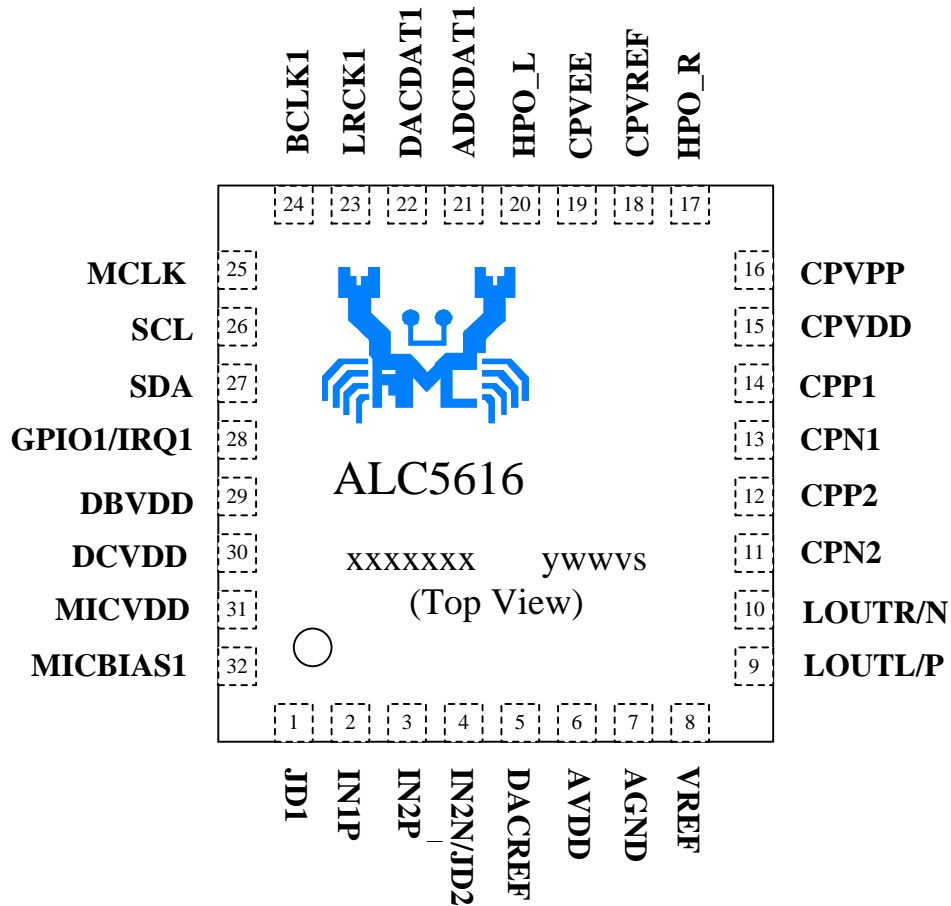 BCLK1
LRCK1
DACDAT1
ADCDAT1
HPO_L
CPVEE
CPVREF
HPO_R
24 23 22 21 20 19 18 17
MCLK 25
SCL 26
SDA 27
GPIO1/IRQ1 28
DBVDD 29
DCVDD 30
MICVDD 31
MICBIAS1 32
16 CPVPP
15 CPVDD
14 CPP1
13 CPN1
12 CPP2
11 CPN2
10 LOUTR/N
9 LOUTL/P
ALC5616
xxxxxxx ywwvs
(Top View)
1 2 3 4 5 6 7 8
JD1
IN1P
IN2P
IN2N/JD2
DACREF
AVDD
AGND
VREF